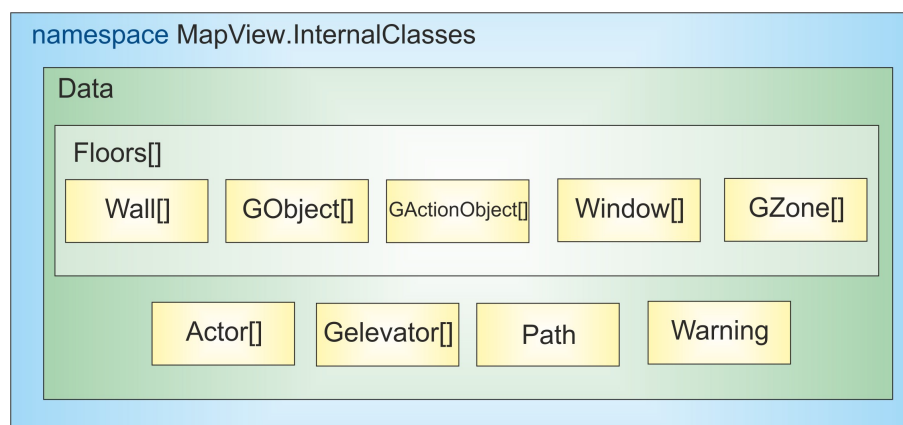 namespace MapView.InternalClasses
Data
Floors[]
Wall[]
GObject[]
GActionObject[]
Window[]
GZone[]
Actor[]
Gelevator[]
Path
Warning